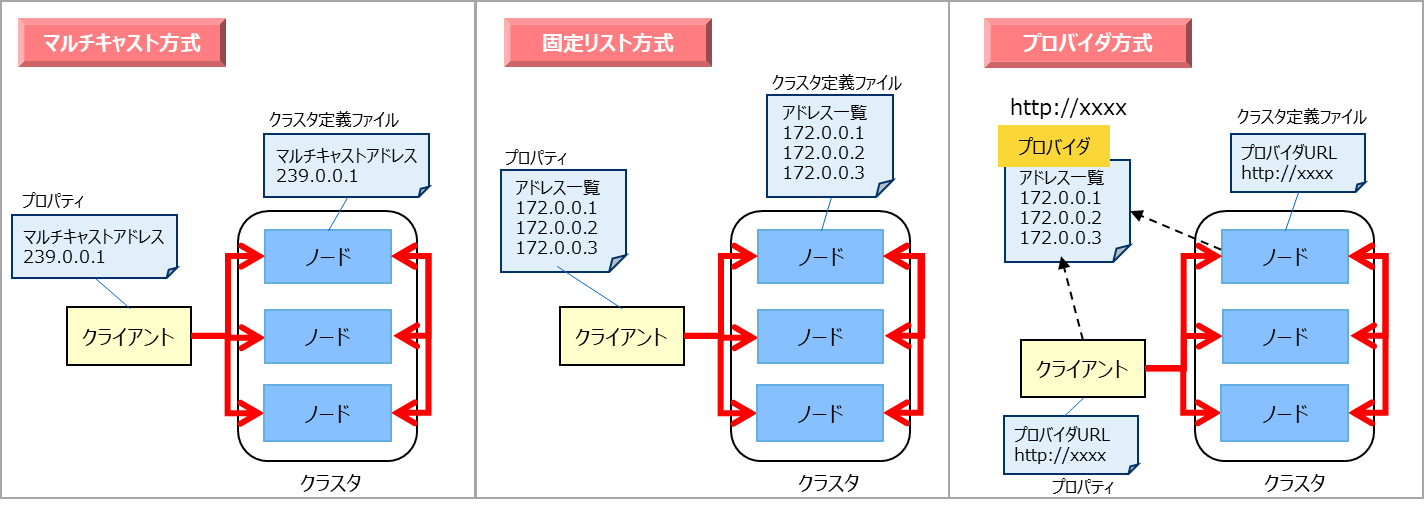 マルチキャスト方式
クラスタ定義ファイル
マルチキャストアドレス
239.0.0.1
プロパティ
マルチキャストアドレス
239.0.0.1
クライアント
ノード
ノード
ノード
クラスタ
固定リスト方式
クラスタ定義ファイル
アドレス一覧
172.0.0.1
172.0.0.2
172.0.0.3
プロパティ
アドレス一覧
172.0.0.1
172.0.0.2
172.0.0.3
クライアント
ノード
ノード
ノード
クラスタ
プロバイダ方式
http://xxxx
プロバイダ
アドレス一覧
172.0.0.1
172.0.0.2
172.0.0.3
クラスタ定義ファイル
プロバイダURL
http://xxxx
ノード
ノード
ノード
クライアント
プロバイダURL
http://xxxx
プロパティ
クラスタ